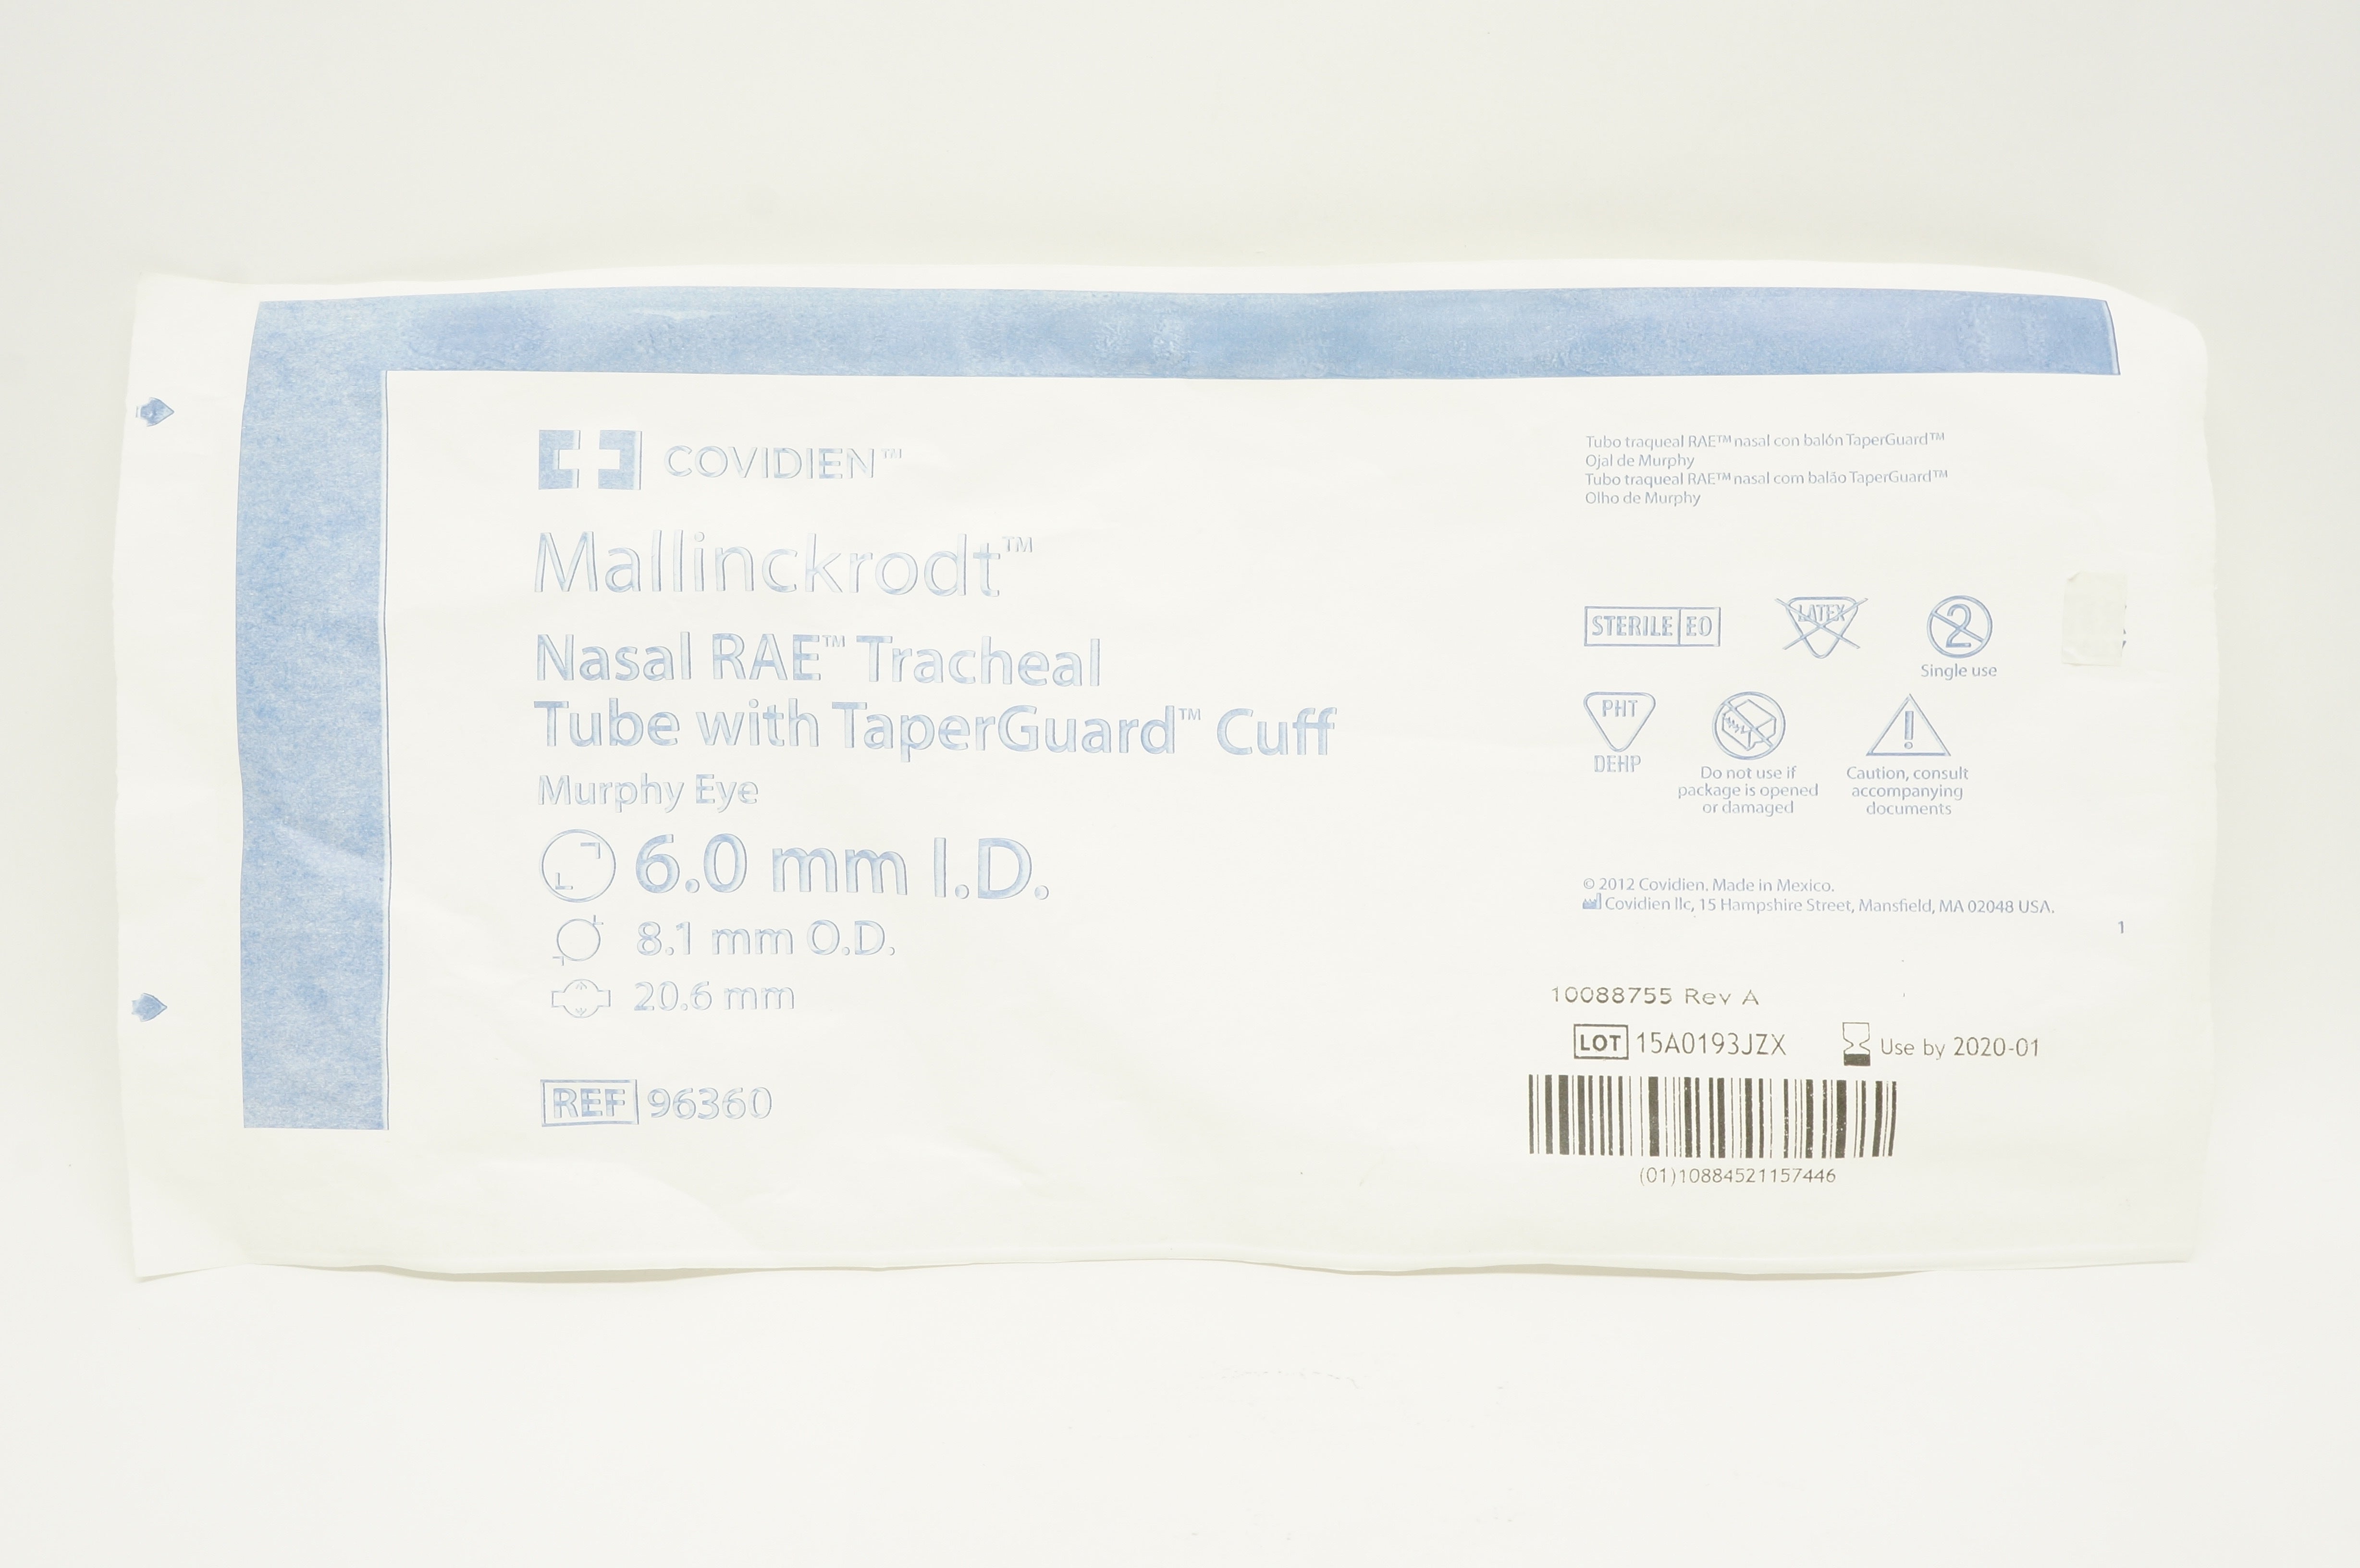 COVIDIEN™
Mallinckrodt™
Nasal RAE™ Tracheal
Tube with TaperGuard™ Cuff
Murphy Eye
6.0 mm I.D.
8.1 mm O.D.
20.6 mm
REF 96360
Tubo traqueal RAE™ nasal con balón TaperGuard™
Ojal de Murphy
Tubo traqueal RAE™ nasal com balão TaperGuard™
Olho de Murphy
STERILE EO
LATEX
2
Single use
PHT
DEHP
Do not use if
package is opened
or damaged
!
Caution, consult
accompanying
documents
© 2012 Covidien. Made in Mexico.
Covidien llc, 15 Hampshire Street, Mansfield, MA 02048 USA.
1
10088755 Rev A
LOT 15A0193JZX
Use by 2020-01
(01)10884521157446